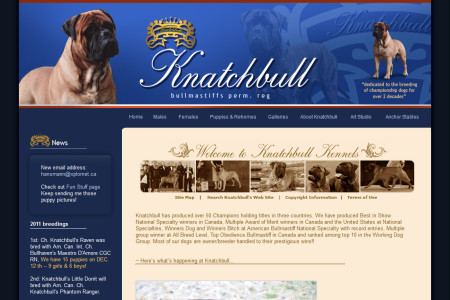 Knatchbull
bullmastiffs perm. reg
"dedicated to the breeding
of championship dogs for
over 3 decades"
Home Males Females Puppies & Rehomes Galleries About Knatchbull Art Studio Anchor Stables
News
New email address:
Check out Fun Stuff page
Keep sending me those
puppy pictures!
2011 breedings
1st: Ch. Knatchbull's Raven was
bred with Am. Can. Int. Ch.
Bullhaven's Maestro D'Amore CGC
RN. We have 15 puppies on DEC.
12 th – 9 girls & 6 boys!
2nd: Knatchbull's Little Dorrit will
bred with Am. Ch.
Knatchbull's Phantom Ranger.
Welcome to Knatchbull Kennels
Site Map | Search Knatchbull's Web Site | Copyright Information | Terms of Use
Knatchbull has produced over 50 Champions holding titles in three countries. We have produced Best in Show
National Specialty winners in Canada, Multiple Award of Merit winners in Canada and the United States at National
Specialties, Winners Dog and Winners Bitch at American Bullmastiff National Specialty with record entries, Multiple
group winner at All Breed Level, Top Obedience Bullmastiff in Canada and ranked among top 10 in the Working Dog
Group. Most of our dogs are owner/breeder handled to their prestigious wins!!
~ Here's what's happening at Knatchbull...